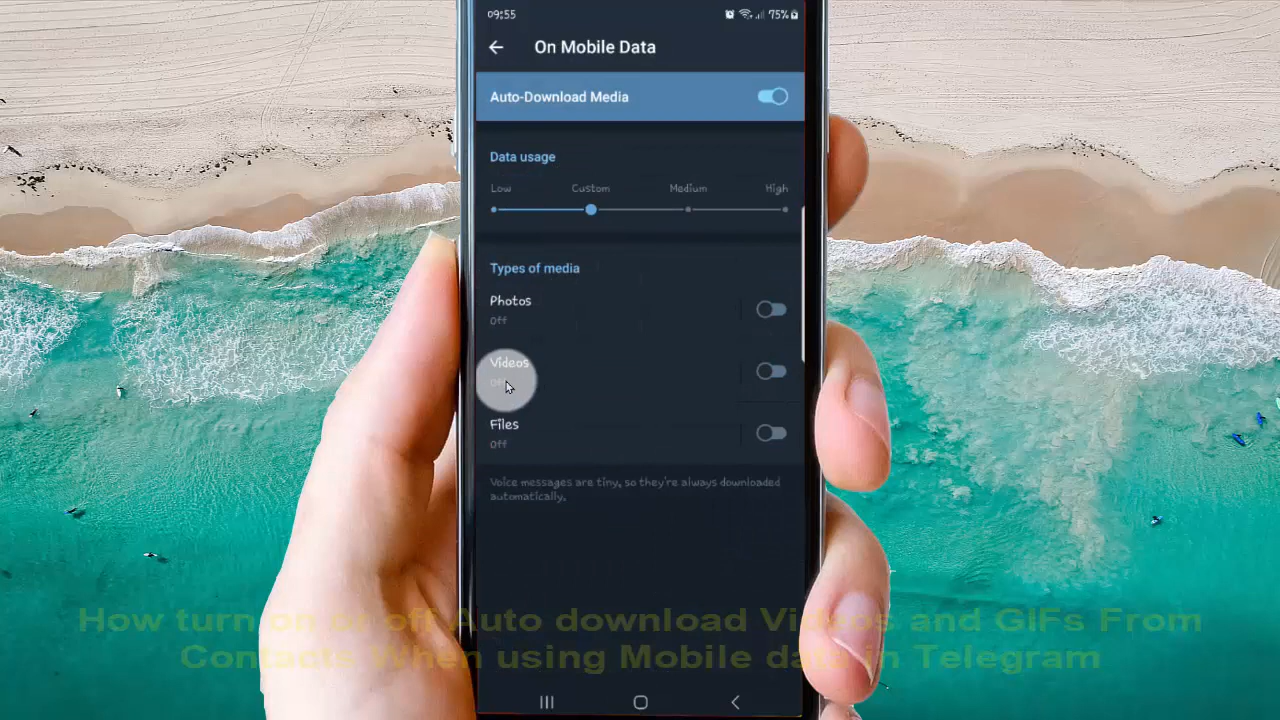 09:55 75%
On Mobile Data
Auto-Download Media
Data usage
Low Custom Medium High
Types of media
Photos
Off
Videos
Off
Files
Off
Voice messages are tiny, so they're always downloaded
automatically.
How turn on or off Auto download Videos and GIFs From
Contacts When using Mobile data in Telegram